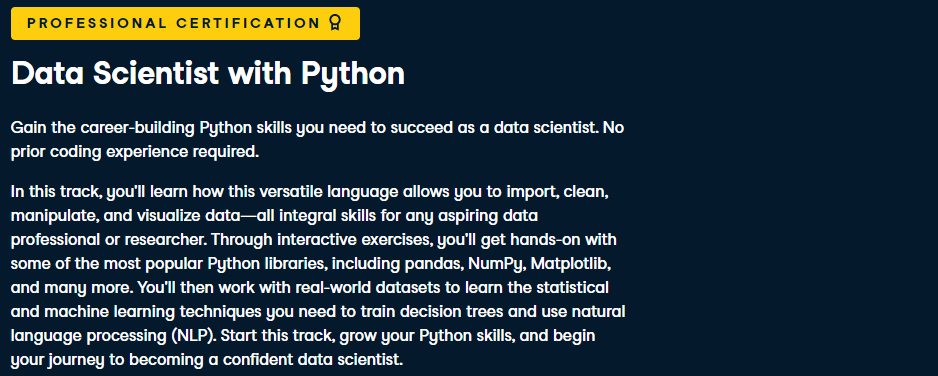 PROFESSIONAL CERTIFICATION
Data Scientist with Python
Gain the career-building Python skills you need to succeed as a data scientist. No
prior coding experience required.
In this track, you'll learn how this versatile language allows you to import, clean,
manipulate, and visualize data—all integral skills for any aspiring data
professional or researcher. Through interactive exercises, you'll get hands-on with
some of the most popular Python libraries, including pandas, NumPy, Matplotlib,
and many more. You'll then work with real-world datasets to learn the statistical
and machine learning techniques you need to train decision trees and use natural
language processing (NLP). Start this track, grow your Python skills, and begin
your journey to becoming a confident data scientist.